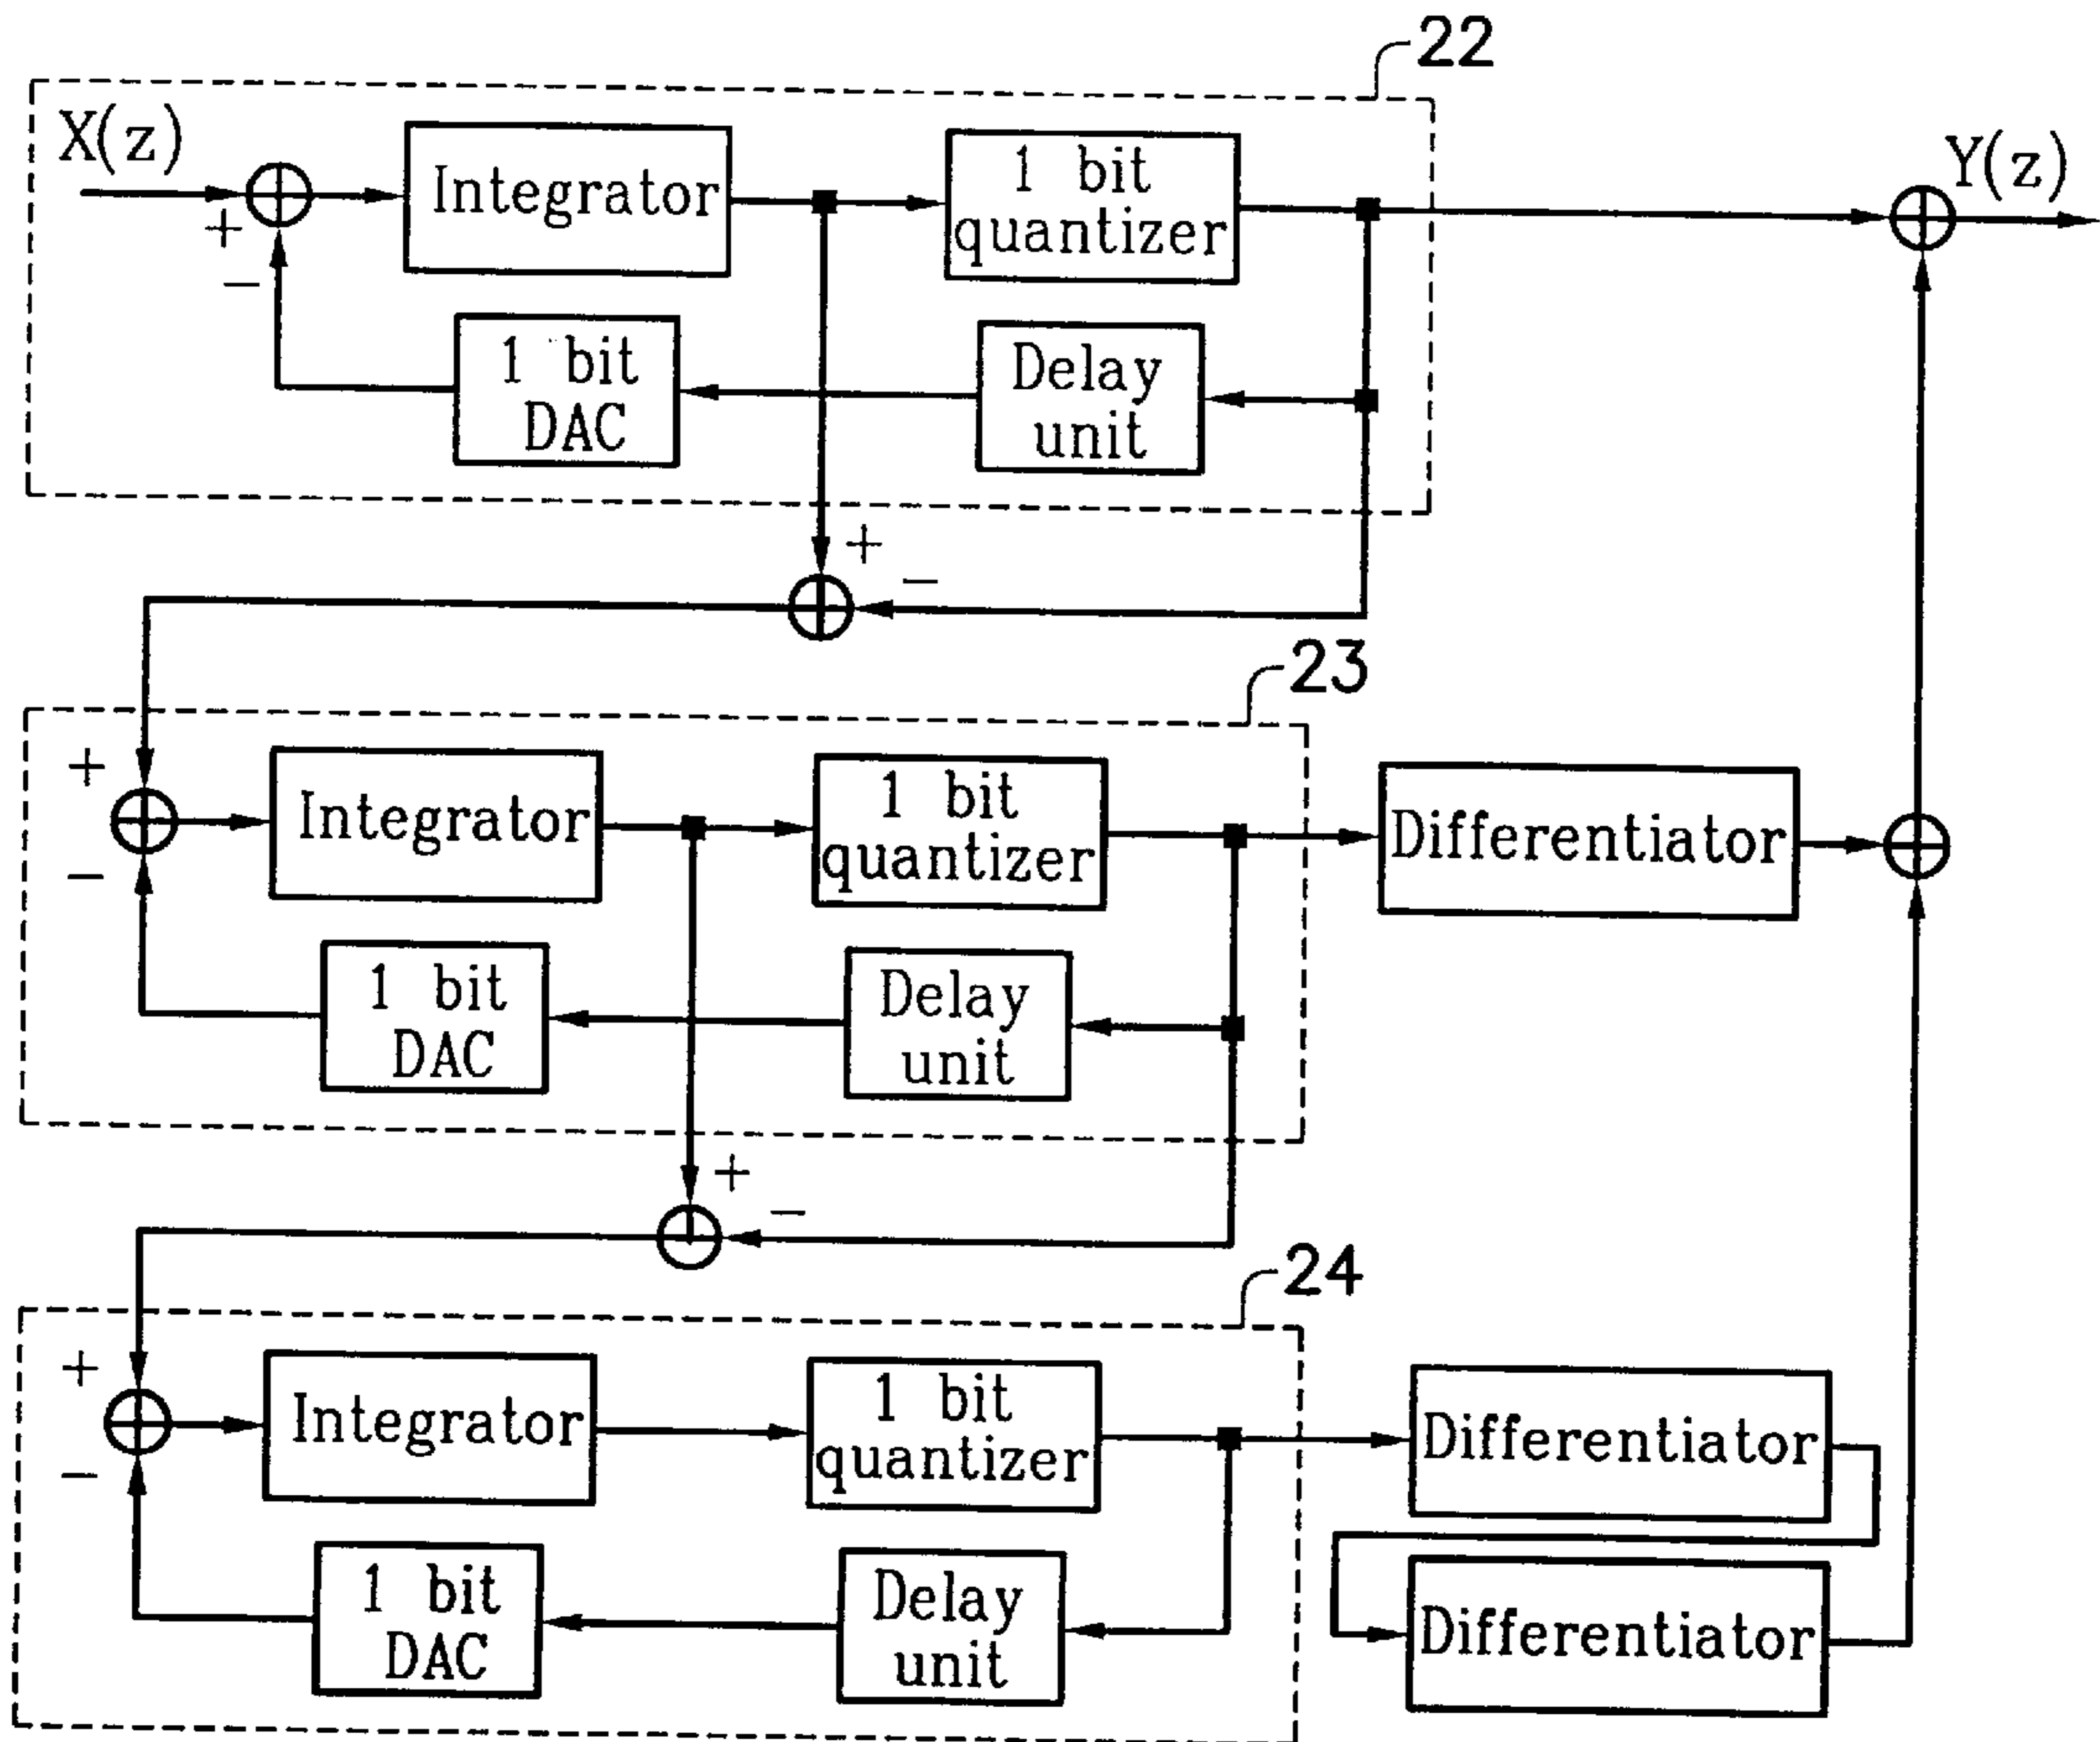 22
X(z)
Integrator
1 bit
quantizer
Y(z)
+
−
1 bit
DAC
Delay
unit
+
−
23
+
−
Integrator
1 bit
quantizer
Differentiator
1 bit
DAC
Delay
unit
+
−
24
+
−
Integrator
1 bit
quantizer
Differentiator
1 bit
DAC
Delay
unit
Differentiator